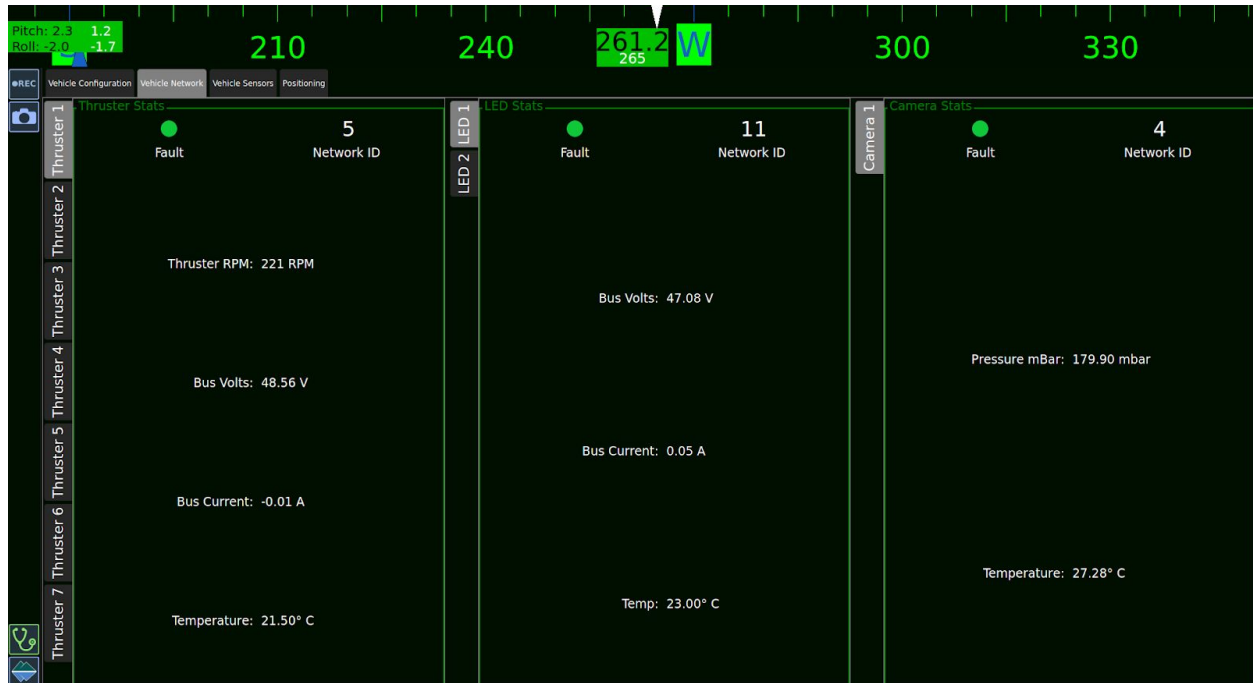 Pitch: 2.3 1.2
Roll: -2.0 -1.7
210
240
261.2
265
W
300
330
REC
Vehicle Configuration
Vehicle Network
Vehicle Sensors
Positioning
Thruster 1
Thruster 2
Thruster 3
Thruster 4
Thruster 5
Thruster 6
Thruster 7
Thruster Stats
5
Fault
Network ID
Thruster RPM: 221 RPM
Bus Volts: 48.56 V
Bus Current: -0.01 A
Temperature: 21.50° C
LED 1
LED 2
LED Stats
11
Fault
Network ID
Bus Volts: 47.08 V
Bus Current: 0.05 A
Temp: 23.00° C
Camera 1
Camera Stats
4
Fault
Network ID
Pressure mBar: 179.90 mbar
Temperature: 27.28° C